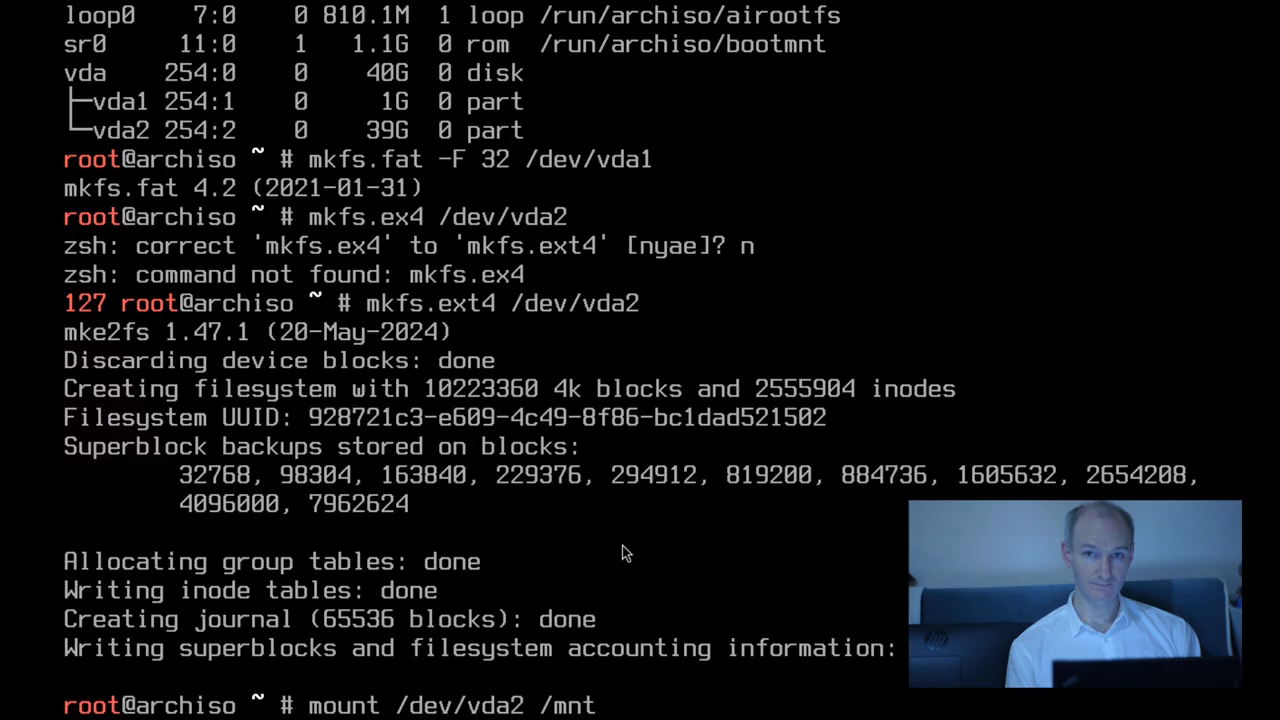 loop0    7:0    0 810.1M  1 loop /run/archiso/airootfs
sr0     11:0    1   1.1G  0 rom  /run/archiso/bootmnt
vda    254:0    0    40G  0 disk
├─vda1 254:1    0     1G  0 part
└─vda2 254:2    0    39G  0 part
root@archiso ~ # mkfs.fat -F 32 /dev/vda1
mkfs.fat 4.2 (2021-01-31)
root@archiso ~ # mkfs.ex4 /dev/vda2
zsh: correct 'mkfs.ex4' to 'mkfs.ext4' [nyae]? n
zsh: command not found: mkfs.ex4
127 root@archiso ~ # mkfs.ext4 /dev/vda2
mke2fs 1.47.1 (20-May-2024)
Discarding device blocks: done
Creating filesystem with 10223360 4k blocks and 2555904 inodes
Filesystem UUID: 928721c3-e609-4c49-8f86-bc1dad521502
Superblock backups stored on blocks:
32768, 98304, 163840, 229376, 294912, 819200, 884736, 1605632, 2654208,
4096000, 7962624
Allocating group tables: done
Writing inode tables: done
Creating journal (65536 blocks): done
Writing superblocks and filesystem accounting information:
root@archiso ~ # mount /dev/vda2 /mnt
hp